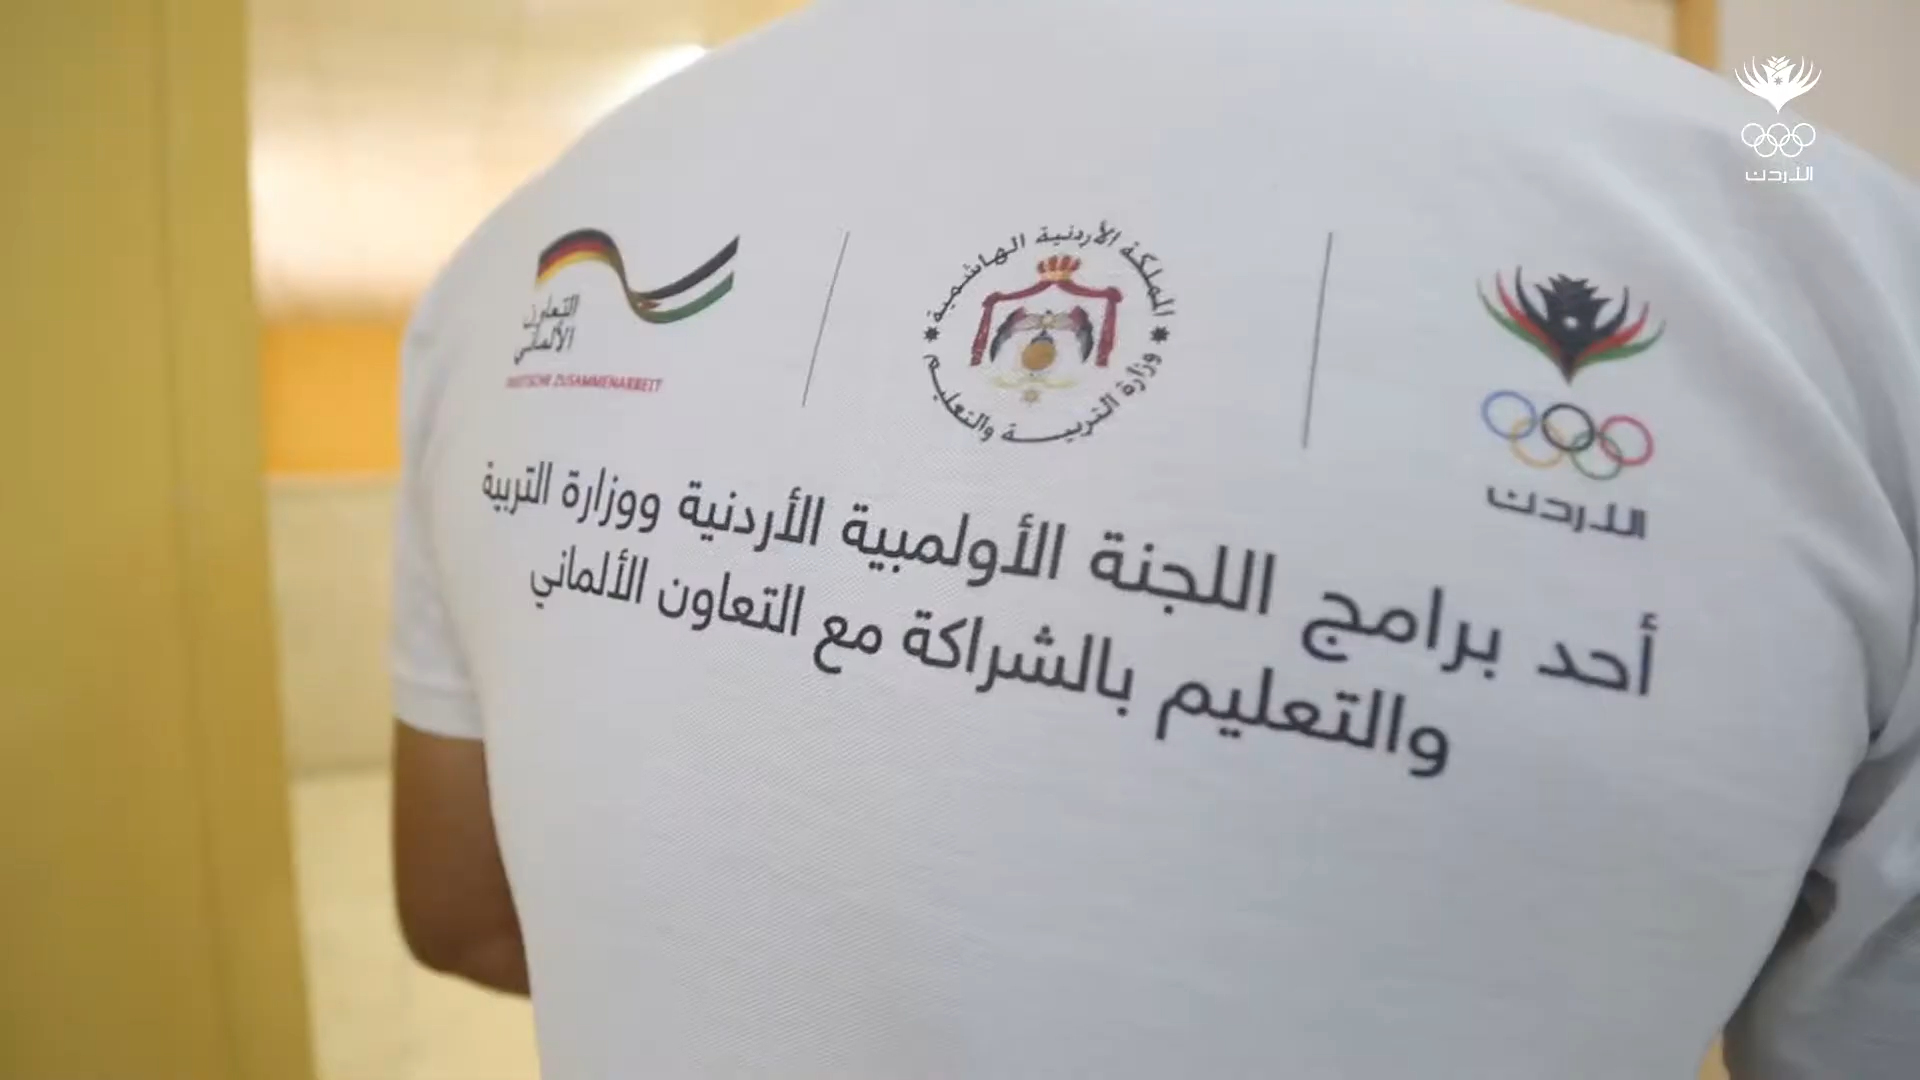 الأردن
المملكة الأردنية الهاشمية
وزارة التربية والتعليم
التعاون
الألماني
DEUTSCHE ZUSAMMENARBEIT
الأردن
أحد برامج اللجنة الأولمبية الأردنية ووزارة التربية
والتعليم بالشراكة مع التعاون الألماني